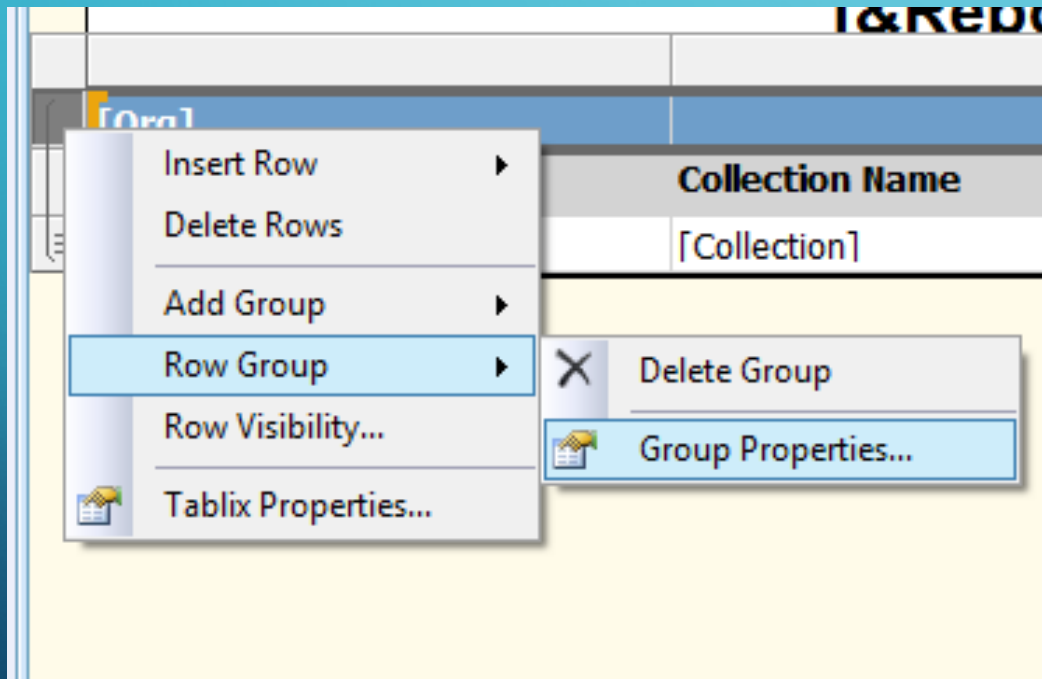 [&Repo
[Org]
Insert Row
Collection Name
Delete Rows
[Collection]
Add Group
Row Group
Delete Group
Row Visibility...
Group Properties...
Tablix Properties...